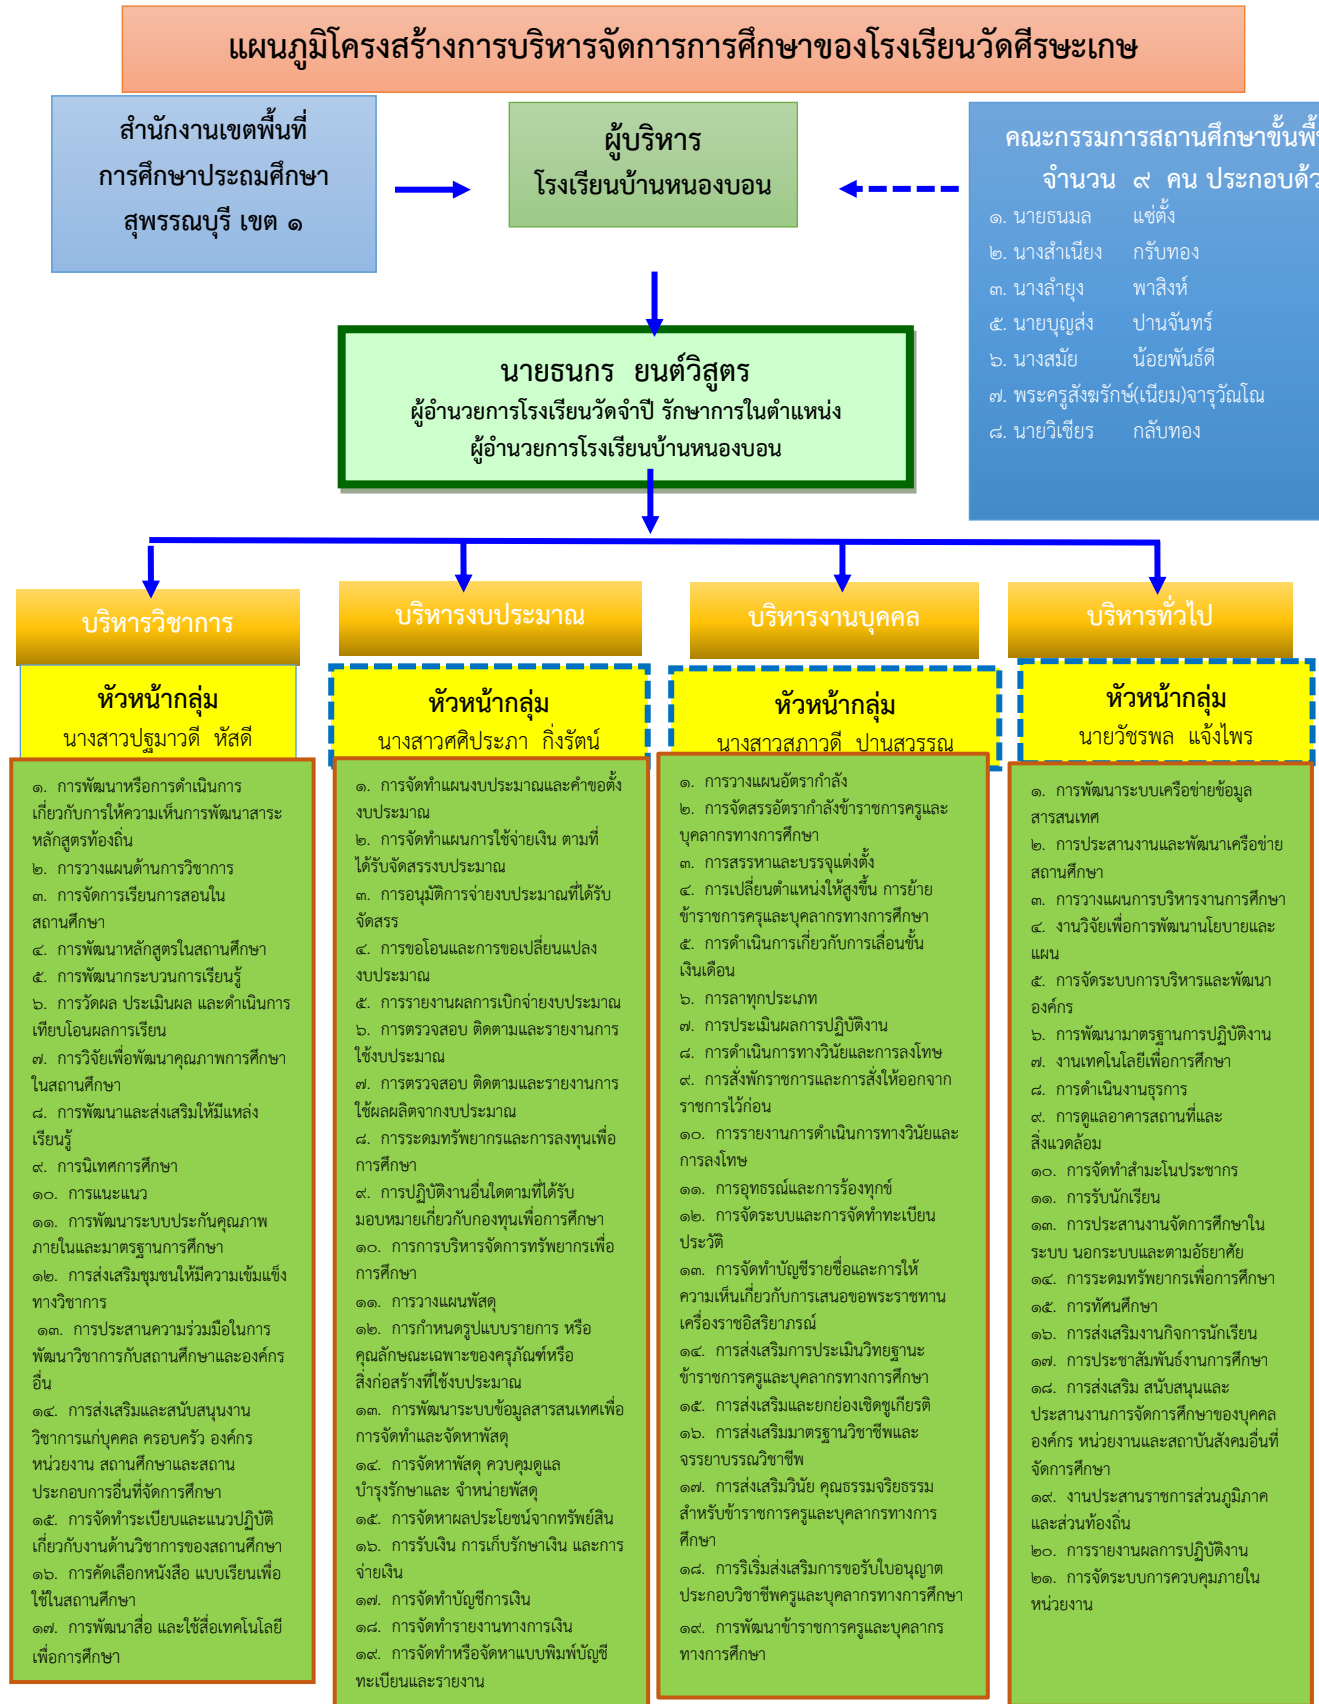 แผนภูมิโครงสร้างการบริหารจัดการการศึกษาของโรงเรียนวัดศีรษะเกษ
สำนักงานเขตพื้นที่
การศึกษาประถมศึกษา
สุพรรณบุรี เขต ๑
ผู้บริหาร
โรงเรียนบ้านหนองบอน
คณะกรรมการสถานศึกษาขั้นพื้
จำนวน ๙ คน ประกอบด้ว
๑. นายธนมล แซ่ตั้ง
๒. นางสำเนียง กรับทอง
๓. นางลำยุง พาสิงห์
๕. นายบุญส่ง ปานจันทร์
๖. นางสมัย น้อยพันธ์ดี
๗. พระครูสังฆรักษ์(เนียม)จารุวัณโณ
๘. นายวิเชียร กลับทอง
นายธนกร ยนต์วิสูตร
ผู้อำนวยการโรงเรียนวัดจำปี รักษาการในตำแหน่ง
ผู้อำนวยการโรงเรียนบ้านหนองบอน
บริหารวิชาการ
หัวหน้ากลุ่ม
นางสาวปฐมาวดี หัสดี
๑. การพัฒนาหรือการดำเนินการ
เกี่ยวกับการให้ความเห็นการพัฒนาสาระ
หลักสูตรท้องถิ่น
๒. การวางแผนด้านการวิชาการ
๓. การจัดการเรียนการสอนใน
สถานศึกษา
๔. การพัฒนาหลักสูตรในสถานศึกษา
๕. การพัฒนากระบวนการเรียนรู้
๖. การวัดผล ประเมินผล และดำเนินการ
เทียบโอนผลการเรียน
๗. การวิจัยเพื่อพัฒนาคุณภาพการศึกษา
ในสถานศึกษา
๘. การพัฒนาและส่งเสริมให้มีแหล่ง
เรียนรู้
๙. การนิเทศการศึกษา
๑๐. การแนะแนว
๑๑. การพัฒนาระบบประกันคุณภาพ
ภายในและมาตรฐานการศึกษา
๑๒. การส่งเสริมชุมชนให้มีความเข้มแข็ง
ทางวิชาการ
๑๓. การประสานความร่วมมือในการ
พัฒนาวิชาการกับสถานศึกษาและองค์กร
อื่น
๑๔. การส่งเสริมและสนับสนุนงาน
วิชาการแก่บุคคล ครอบครัว องค์กร
หน่วยงาน สถานศึกษาและสถาน
ประกอบการอื่นที่จัดการศึกษา
๑๕. การจัดทำระเบียบและแนวปฏิบัติ
เกี่ยวกับงานด้านวิชาการของสถานศึกษา
๑๖. การคัดเลือกหนังสือ แบบเรียนเพื่อ
ใช้ในสถานศึกษา
๑๗. การพัฒนาสื่อ และใช้สื่อเทคโนโลยี
เพื่อการศึกษา
บริหารงบประมาณ
หัวหน้ากลุ่ม
นางสาวศศิประภา กิ่งรัตน์
๑. การจัดทำแผนงบประมาณและคำขอตั้ง
งบประมาณ
๒. การจัดทำแผนการใช้จ่ายเงิน ตามที่
ได้รับจัดสรรงบประมาณ
๓. การอนุมัติการจ่ายงบประมาณที่ได้รับ
จัดสรร
๔. การขอโอนและการขอเปลี่ยนแปลง
งบประมาณ
๕. การรายงานผลการเบิกจ่ายงบประมาณ
๖. การตรวจสอบ ติดตามและรายงานการ
ใช้งบประมาณ
๗. การตรวจสอบ ติดตามและรายงานการ
ใช้ผลผลิตจากงบประมาณ
๘. การระดมทรัพยากรและการลงทุนเพื่อ
การศึกษา
๙. การปฏิบัติงานอื่นใดตามที่ได้รับ
มอบหมายเกี่ยวกับกองทุนเพื่อการศึกษา
๑๐. การการบริหารจัดการทรัพยากรเพื่อ
การศึกษา
๑๑. การวางแผนพัสดุ
๑๒. การกำหนดรูปแบบรายการ หรือ
คุณลักษณะเฉพาะของครุภัณฑ์หรือ
สิ่งก่อสร้างที่ใช้งบประมาณ
๑๓. การพัฒนาระบบข้อมูลสารสนเทศเพื่อ
การจัดทำและจัดหาพัสดุ
๑๔. การจัดหาพัสดุ ควบคุมดูแล
บำรุงรักษาและ จำหน่ายพัสดุ
๑๕. การจัดหาผลประโยชน์จากทรัพย์สิน
๑๖. การรับเงิน การเก็บรักษาเงิน และการ
จ่ายเงิน
๑๗. การจัดทำบัญชีการเงิน
๑๘. การจัดทำรายงานทางการเงิน
๑๙. การจัดทำหรือจัดหาแบบพิมพ์บัญชี
ทะเบียนและรายงาน
บริหารงานบุคคล
หัวหน้ากลุ่ม
นางสาวสภาวดี ปานสวรรณ
๑. การวางแผนอัตรากำลัง
๒. การจัดสรรอัตรากำลังข้าราชการครูและ
บุคลากรทางการศึกษา
๓. การสรรหาและบรรจุแต่งตั้ง
๔. การเปลี่ยนตำแหน่งให้สูงขึ้น การย้าย
ข้าราชการครูและบุคลากรทางการศึกษา
๕. การดำเนินการเกี่ยวกับการเลื่อนขั้น
เงินเดือน
๖. การลาทุกประเภท
๗. การประเมินผลการปฏิบัติงาน
๘. การดำเนินการทางวินัยและการลงโทษ
๙. การสั่งพักราชการและการสั่งให้ออกจาก
ราชการไว้ก่อน
๑๐. การรายงานการดำเนินการทางวินัยและ
การลงโทษ
๑๑. การอุทธรณ์และการร้องทุกข์
๑๒. การจัดระบบและการจัดทำทะเบียน
ประวัติ
๑๓. การจัดทำบัญชีรายชื่อและการให้
ความเห็นเกี่ยวกับการเสนอขอพระราชทาน
เครื่องราชอิสริยาภรณ์
๑๔. การส่งเสริมการประเมินวิทยฐานะ
ข้าราชการครูและบุคลากรทางการศึกษา
๑๕. การส่งเสริมและยกย่องเชิดชูเกียรติ
๑๖. การส่งเสริมมาตรฐานวิชาชีพและ
จรรยาบรรณวิชาชีพ
๑๗. การส่งเสริมวินัย คุณธรรมจริยธรรม
สำหรับข้าราชการครูและบุคลากรทางการ
ศึกษา
๑๘. การริเริ่มส่งเสริมการขอรับใบอนุญาต
ประกอบวิชาชีพครูและบุคลากรทางการศึกษา
๑๙. การพัฒนาข้าราชการครูและบุคลากร
ทางการศึกษา
บริหารทั่วไป
หัวหน้ากลุ่ม
นายวัชรพล แจ้งไพร
๑. การพัฒนาระบบเครือข่ายข้อมูล
สารสนเทศ
๒. การประสานงานและพัฒนาเครือข่าย
สถานศึกษา
๓. การวางแผนการบริหารงานการศึกษา
๔. งานวิจัยเพื่อการพัฒนานโยบายและ
แผน
๕. การจัดระบบการบริหารและพัฒนา
องค์กร
๖. การพัฒนามาตรฐานการปฏิบัติงาน
๗. งานเทคโนโลยีเพื่อการศึกษา
๘. การดำเนินงานธุรการ
๙. การดูแลอาคารสถานที่และ
สิ่งแวดล้อม
๑๐. การจัดทำสำมะโนประชากร
๑๑. การรับนักเรียน
๑๓. การประสานงานจัดการศึกษาใน
ระบบ นอกระบบและตามอัธยาศัย
๑๔. การระดมทรัพยากรเพื่อการศึกษา
๑๕. การทัศนศึกษา
๑๖. การส่งเสริมงานกิจการนักเรียน
๑๗. การประชาสัมพันธ์งานการศึกษา
๑๘. การส่งเสริม สนับสนุนและ
ประสานงานการจัดการศึกษาของบุคคล
องค์กร หน่วยงานและสถาบันสังคมอื่นที่
จัดการศึกษา
๑๙. งานประสานราชการส่วนภูมิภาค
และส่วนท้องถิ่น
๒๐. การรายงานผลการปฏิบัติงาน
๒๑. การจัดระบบการควบคุมภายใน
หน่วยงาน